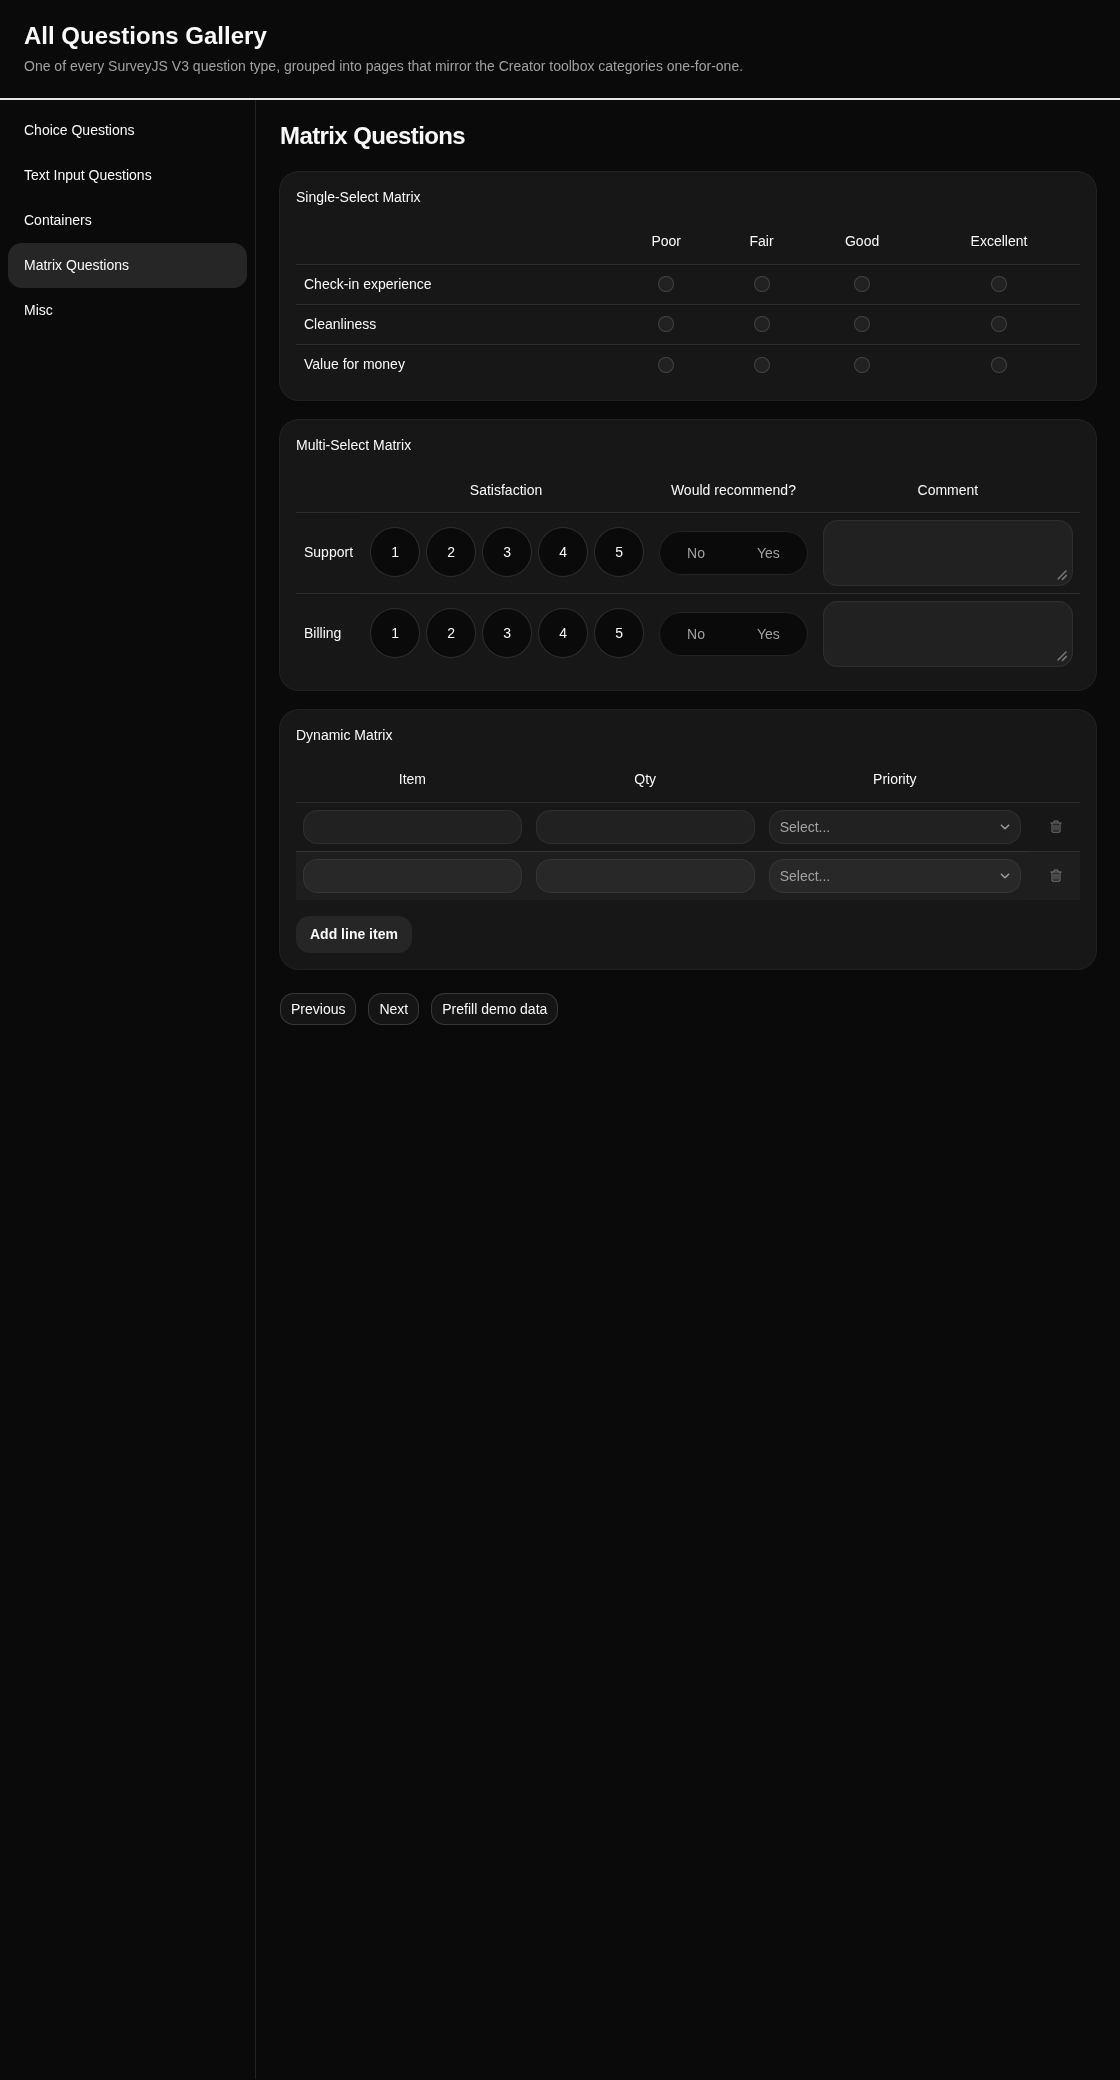 All Questions Gallery
One of every SurveyJS V3 question type, grouped into pages that mirror the Creator toolbox categories one-for-one.
Choice Questions
Text Input Questions
Containers
Matrix Questions
Misc
Matrix Questions
Single-Select Matrix
Poor Fair Good Excellent
Check-in experience
Cleanliness
Value for money
Multi-Select Matrix
Satisfaction Would recommend? Comment
Support 1 2 3 4 5 No Yes
Billing 1 2 3 4 5 No Yes
Dynamic Matrix
Item Qty Priority
Select...
Select...
Add line item
Previous Next Prefill demo data